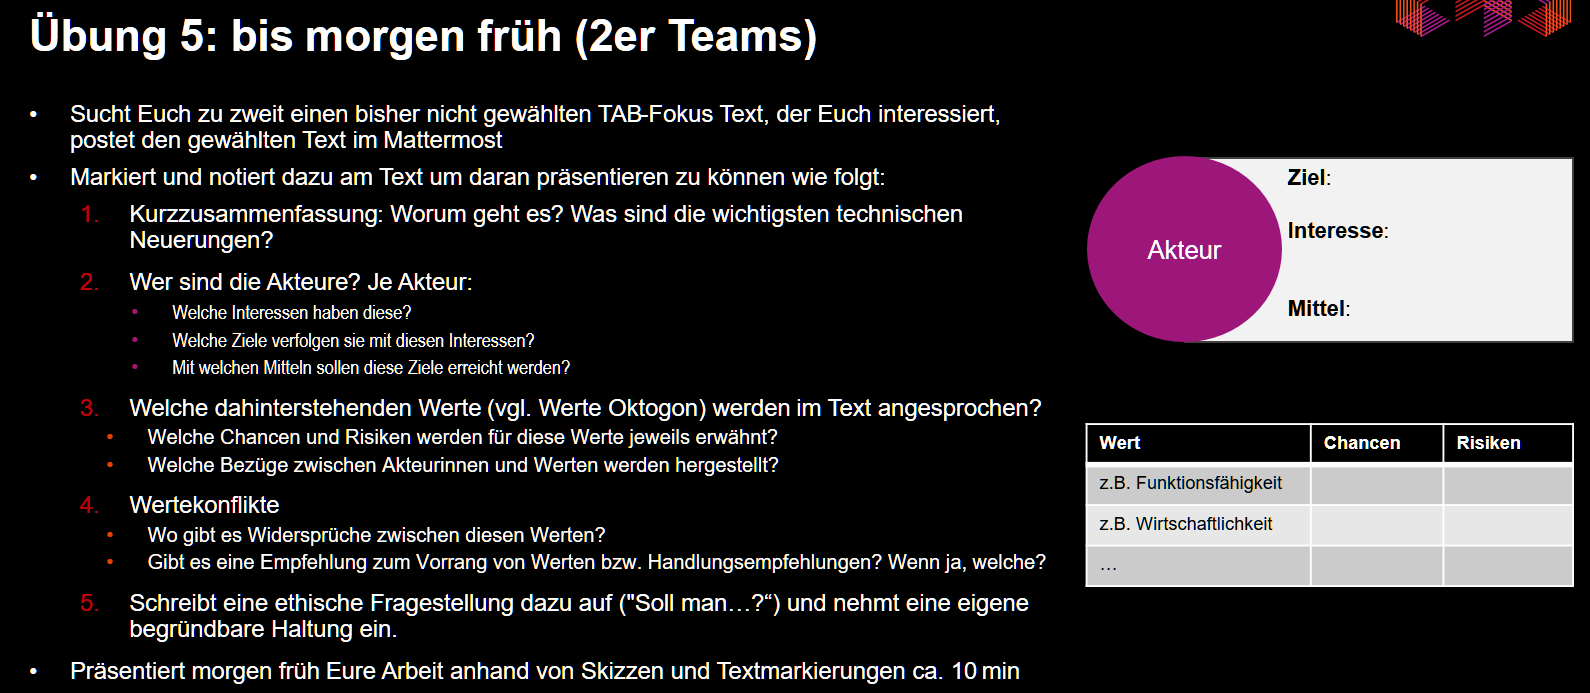 Übung 5: bis morgen früh (2er Teams)
• Sucht Euch zu zweit einen bisher nicht gewählten TAB-Fokus Text, der Euch interessiert,
postet den gewählten Text im Mattermost
• Markiert und notiert dazu am Text um daran präsentieren zu können wie folgt:
1. Kurzzusammenfassung: Worum geht es? Was sind die wichtigsten technischen
Neuerungen?
2. Wer sind die Akteure? Je Akteur:
• Welche Interessen haben diese?
• Welche Ziele verfolgen sie mit diesen Interessen?
• Mit welchen Mitteln sollen diese Ziele erreicht werden?
3. Welche dahinterstehenden Werte (vgl. Werte Oktogon) werden im Text angesprochen?
• Welche Chancen und Risiken werden für diese Werte jeweils erwähnt?
• Welche Bezüge zwischen Akteurinnen und Werten werden hergestellt?
4. Wertekonflikte
• Wo gibt es Widersprüche zwischen diesen Werten?
• Gibt es eine Empfehlung zum Vorrang von Werten bzw. Handlungsempfehlungen? Wenn ja, welche?
5. Schreibt eine ethische Fragestellung dazu auf ("Soll man…?“) und nehmt eine eigene
begründbare Haltung ein.
• Präsentiert morgen früh Eure Arbeit anhand von Skizzen und Textmarkierungen ca. 10 min
Akteur
Ziel:
Interesse:
Mittel:
Wert Chancen Risiken
z.B. Funktionsfähigkeit
z.B. Wirtschaftlichkeit
…